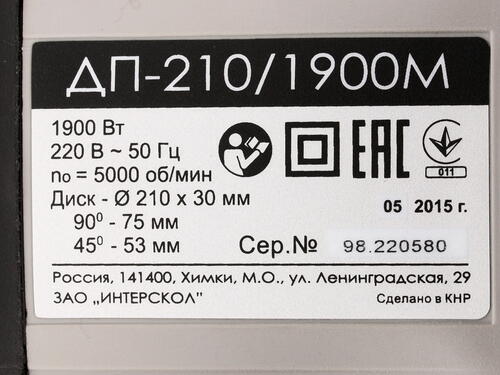 ДП-210/1900М
1900 Вт
220 В ~ 50 Гц
no = 5000 об/мин
Диск - Ø 210 x 30 мм
90⁰ - 75 мм
45⁰ - 53 мм
EAC
011
05 2015 г.
Сер.№ 98.220580
Россия, 141400, Химки, М.О., ул. Ленинградская, 29
ЗАО „ИНТЕРСКОЛ"
Сделано в КНР